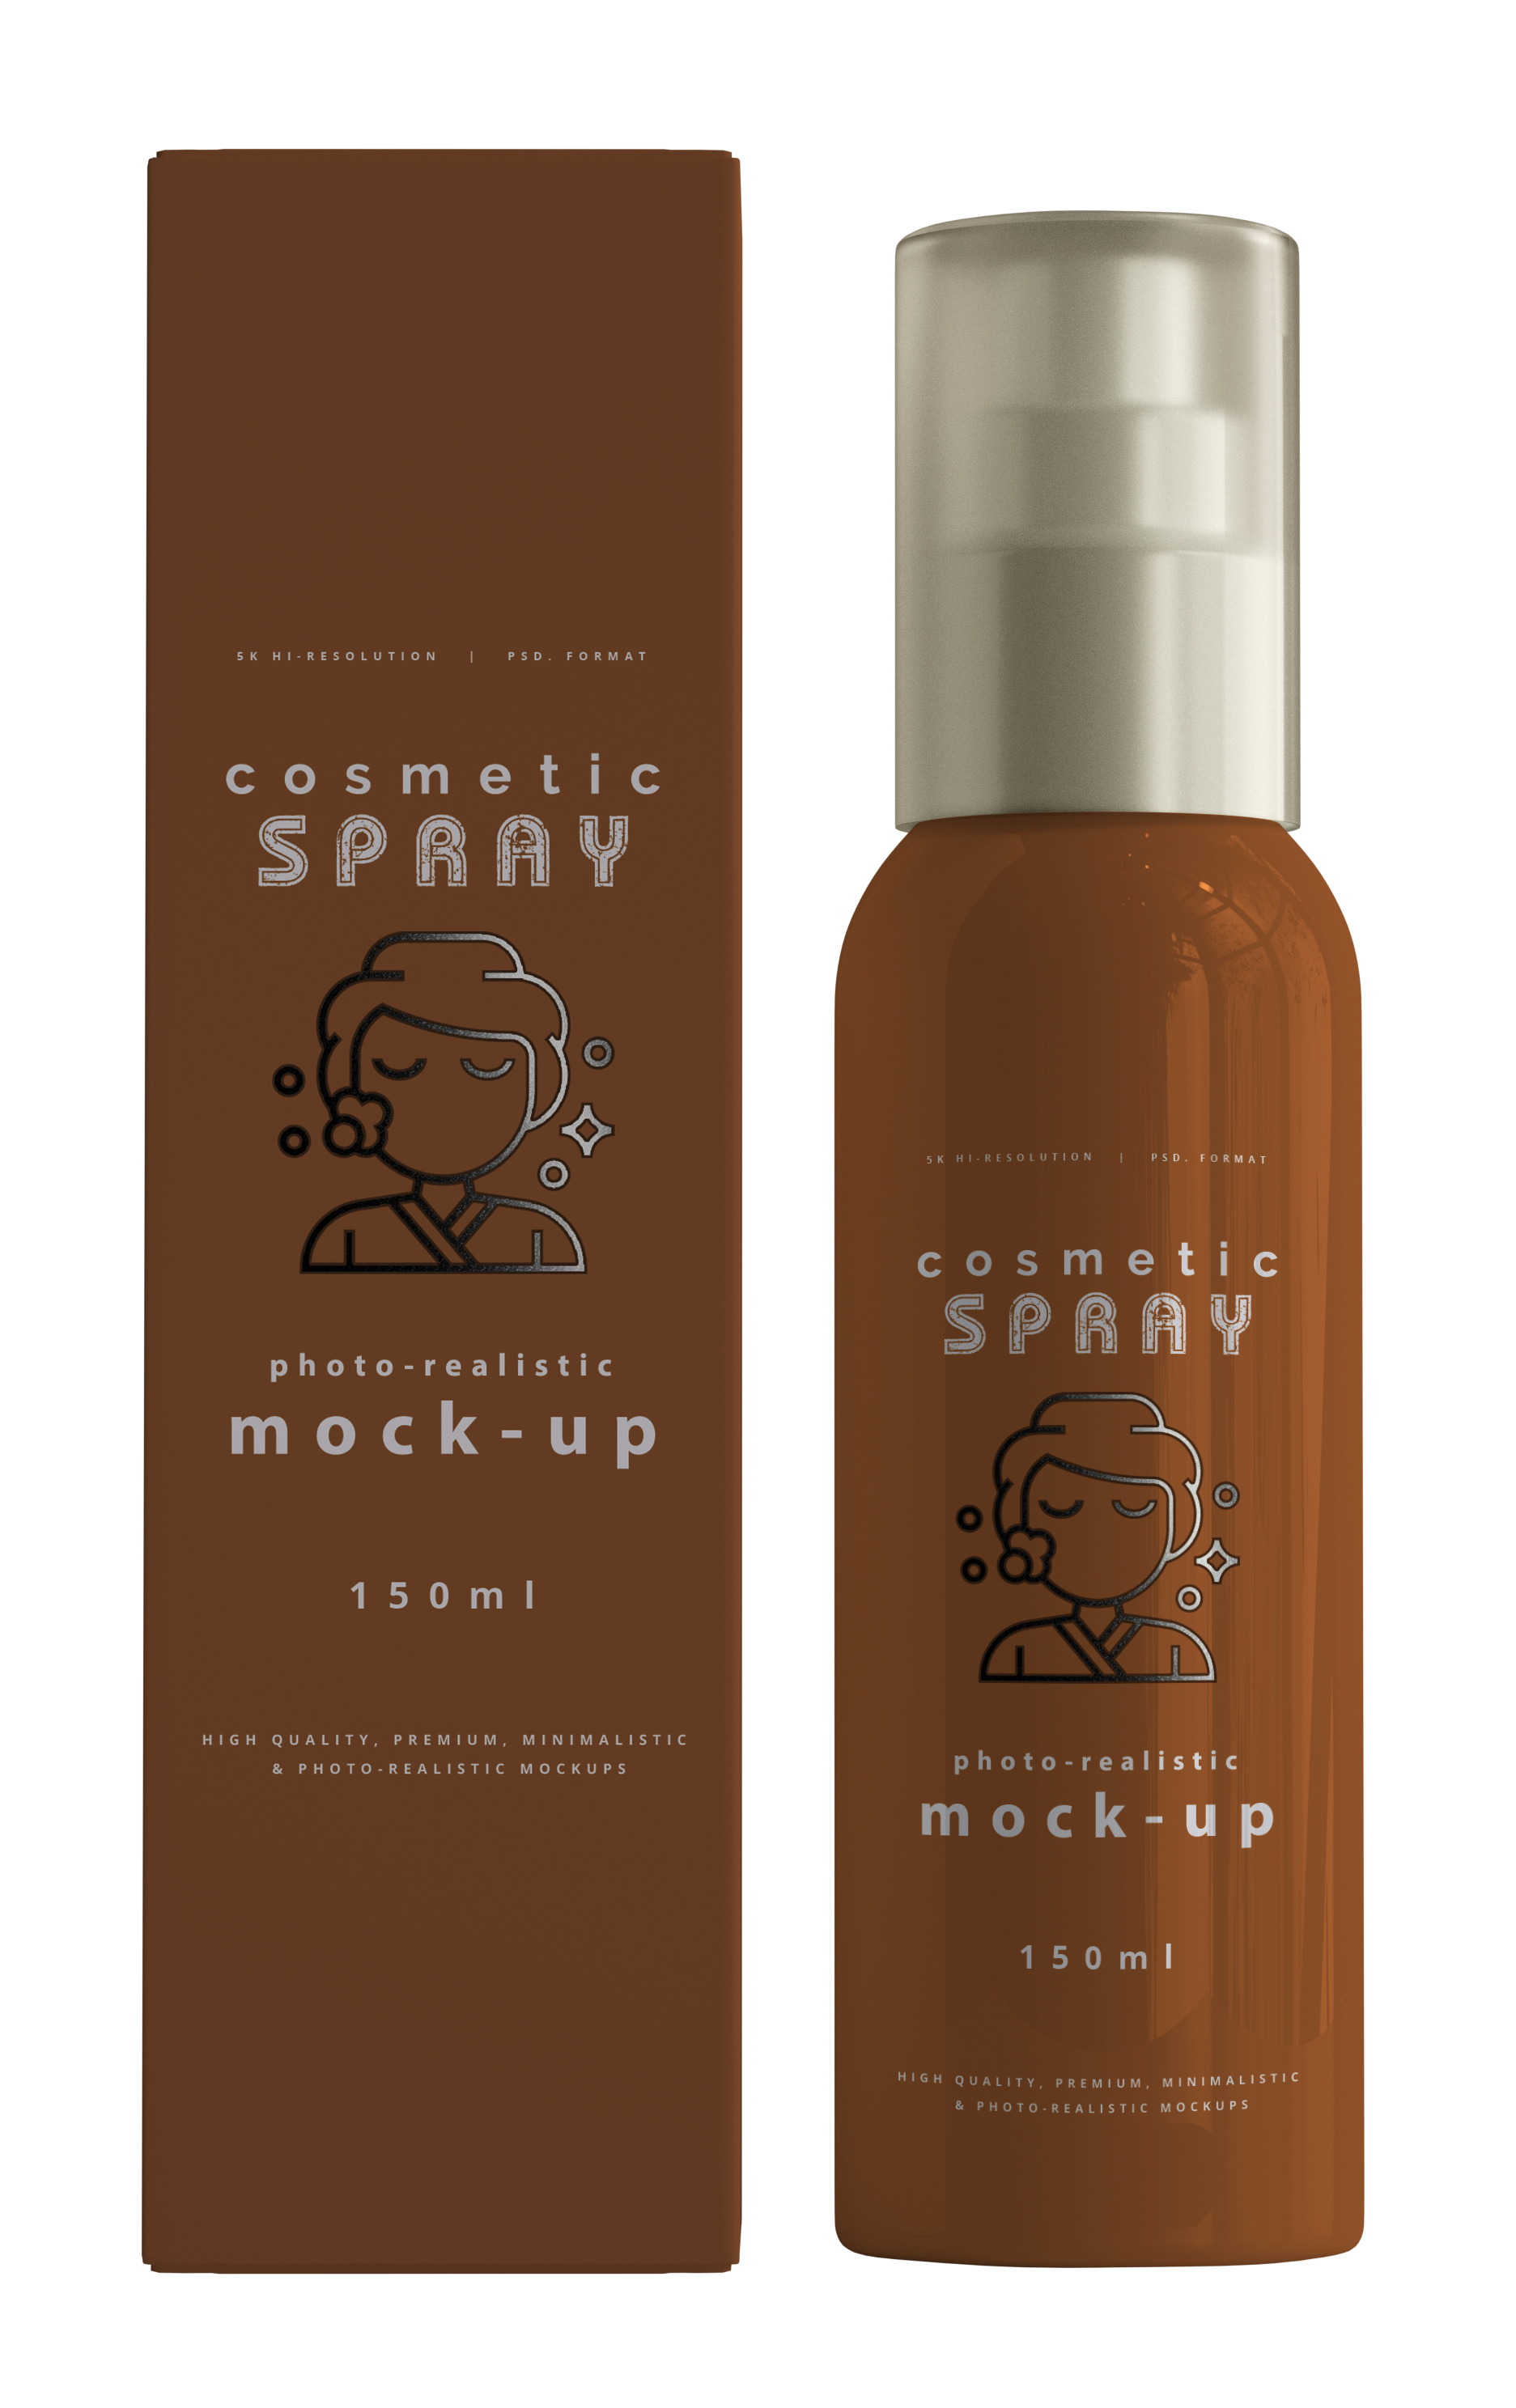 5K HI-RESOLUTION | PSD. FORMAT
cosmetic
SPRAY
photo-realistic
mock-up
150ml
HIGH QUALITY, PREMIUM, MINIMALISTIC
& PHOTO-REALISTIC MOCKUPS
5K HI-RESOLUTION | PSD. FORMAT
cosmetic
SPRAY
photo-realistic
mock-up
150ml
HIGH QUALITY, PREMIUM, MINIMALISTIC
& PHOTO-REALISTIC MOCKUPS